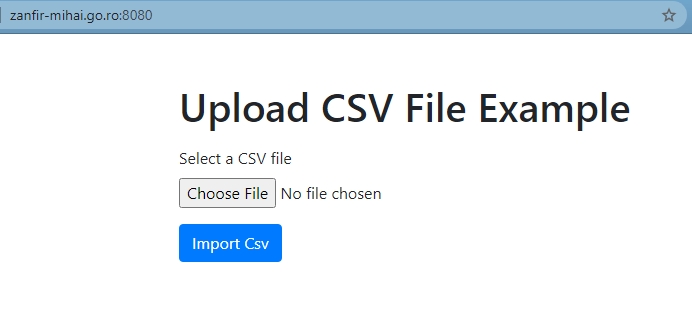 zanfir-mihai.go.ro:8080
Upload CSV File Example
Select a CSV file
Choose File No file chosen
Import Csv